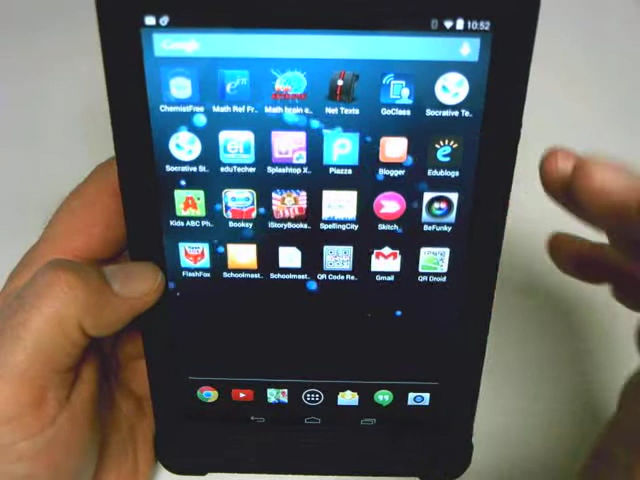 10:52
Google
ChemistFree Math Ref Fr.. Math brain e.. Net Texts GoClass Socrative Te..
Socrative St.. eduTecher Splashtop X.. Piazza Blogger Edublogs
Kids ABC Ph.. Booksy iStoryBooks.. SpellingCity Skitch BeFunky
FlashFox Schoolmast.. Schoolmast.. QR Code Re.. Gmail QR Droid